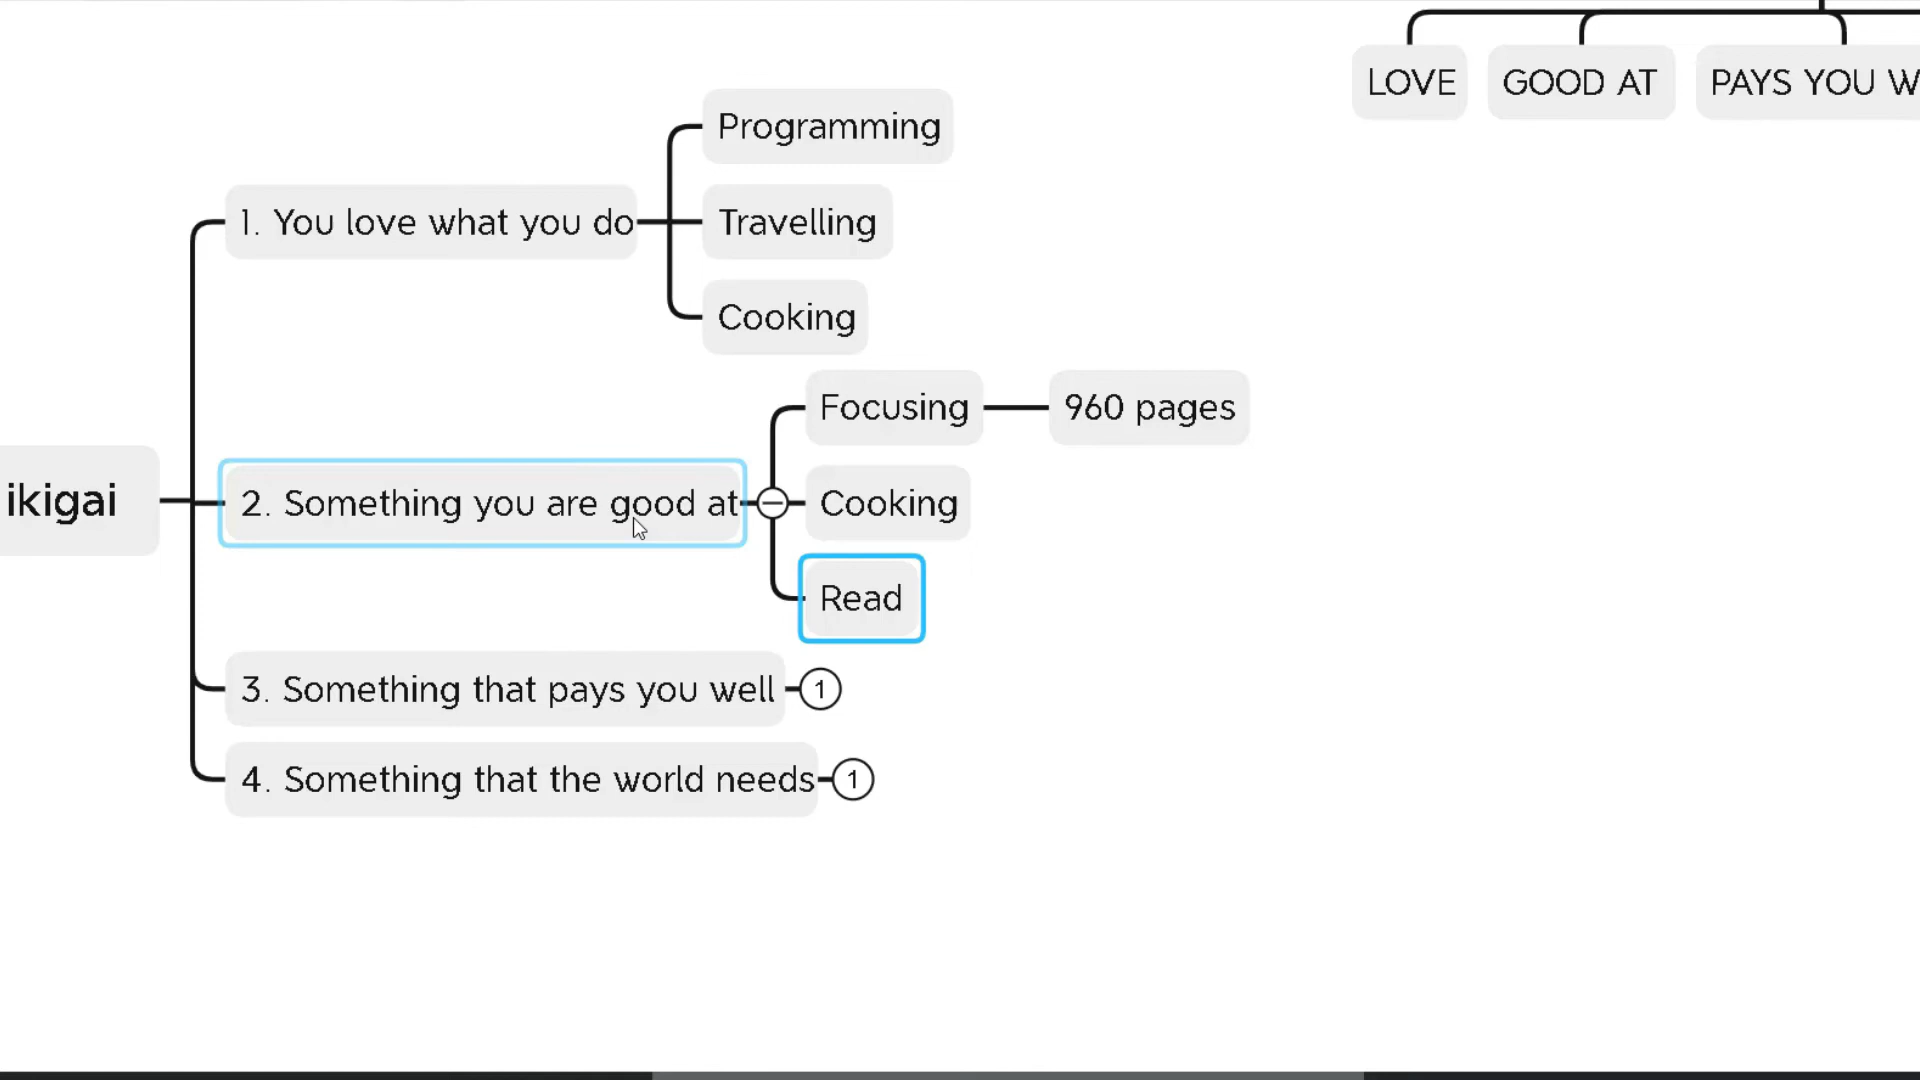 LOVE
GOOD AT
PAYS YOU W
Programming
1. You love what you do
Travelling
Cooking
Focusing
960 pages
ikigai
2. Something you are good at
Cooking
Read
3. Something that pays you well
1
4. Something that the world needs
1